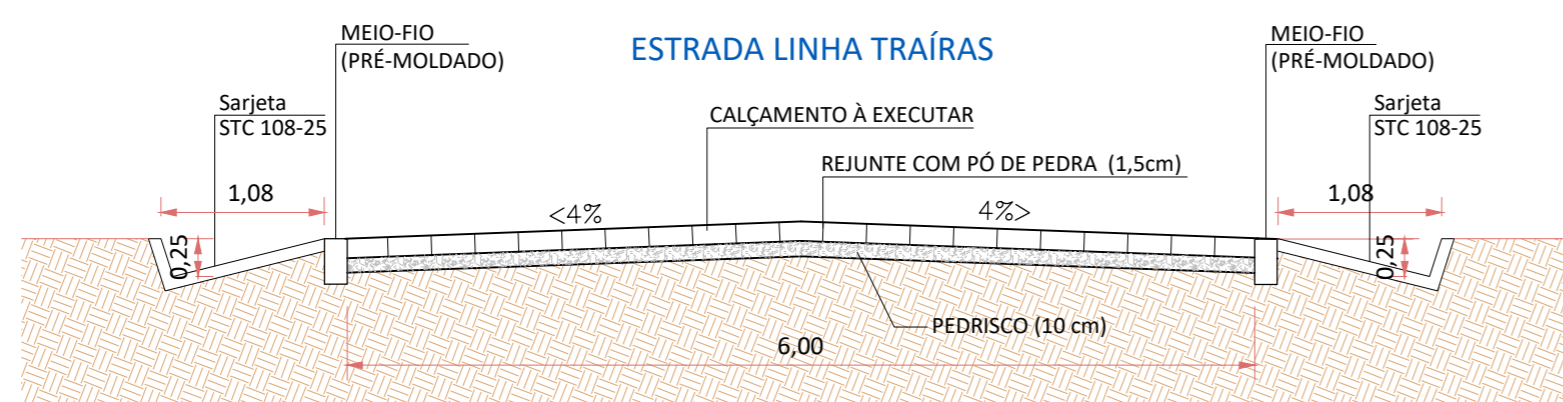 ESTRADA LINHA TRAÍRAS
MEIO-FIO
(PRÉ-MOLDADO)
MEIO-FIO
(PRÉ-MOLDADO)
Sarjeta
STC 108-25
CALÇAMENTO À EXECUTAR
Sarjeta
STC 108-25
REJUNTE COM PÓ DE PEDRA (1,5cm)
1,08
1,08
<4%
4%>
0,25
0,25
PEDRISCO (10 cm)
6,00